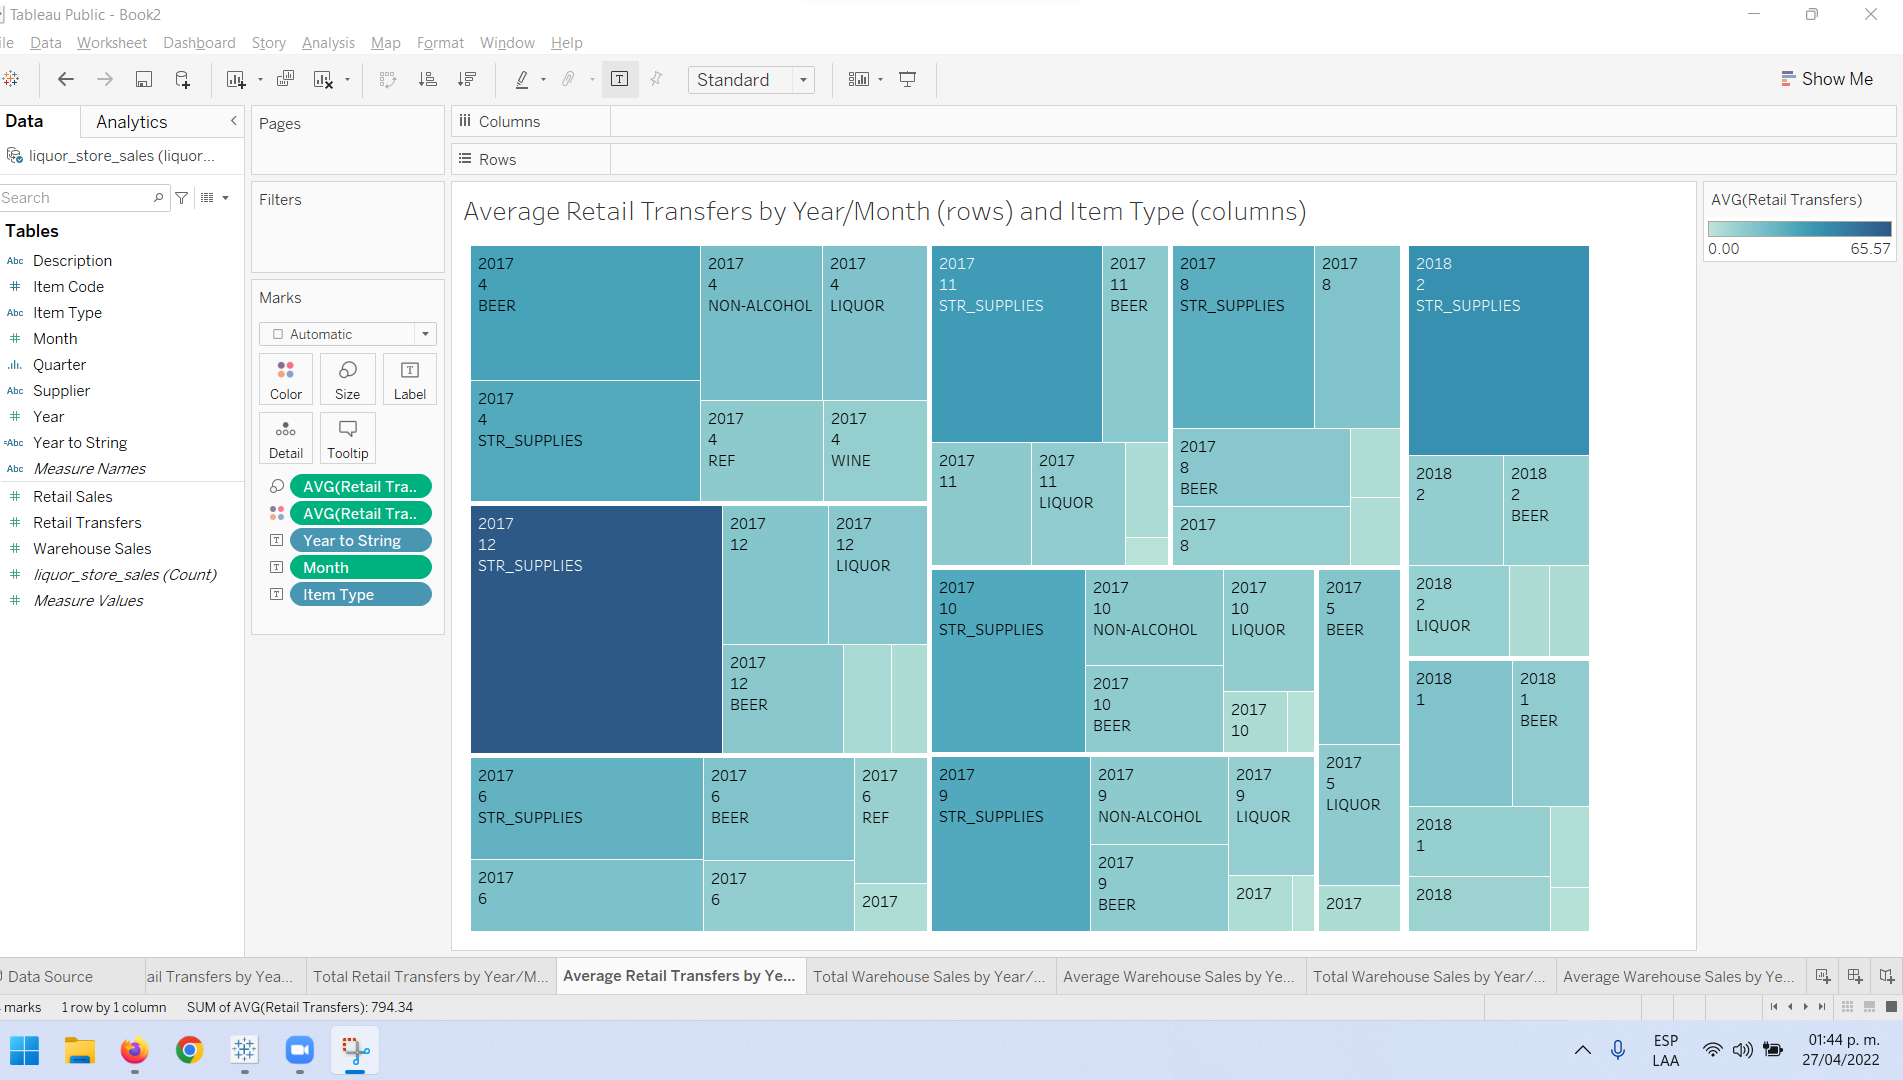 Tableau Public - Book2
ile Data Worksheet Dashboard Story Analysis Map Format Window Help
Standard
Show Me
Data
Analytics
liquor_store_sales (liquor...
Search
Tables
Abc Description
Item Code
Abc Item Type
Month
Quarter
Abc Supplier
Year
=Abc Year to String
Abc Measure Names
Retail Sales
Retail Transfers
Warehouse Sales
liquor_store_sales (Count)
Measure Values
Pages
Filters
Marks
Automatic
Color
Size
Label
Detail
Tooltip
AVG(Retail Tra..
AVG(Retail Tra..
Year to String
Month
Item Type
Columns
Rows
Average Retail Transfers by Year/Month (rows) and Item Type (columns)
2017
4
BEER
2017
4
NON-ALCOHOL
2017
4
LIQUOR
2017
4
STR_SUPPLIES
2017
4
REF
2017
4
WINE
2017
12
STR_SUPPLIES
2017
12
2017
12
LIQUOR
2017
12
BEER
2017
6
STR_SUPPLIES
2017
6
BEER
2017
6
REF
2017
6
2017
6
2017
2017
11
STR_SUPPLIES
2017
11
BEER
2017
11
2017
11
LIQUOR
2017
8
STR_SUPPLIES
2017
8
2017
8
BEER
2017
8
2017
10
STR_SUPPLIES
2017
10
NON-ALCOHOL
2017
10
LIQUOR
2017
10
BEER
2017
10
2017
5
BEER
2017
5
LIQUOR
2017
2017
9
STR_SUPPLIES
2017
9
NON-ALCOHOL
2017
9
LIQUOR
2017
9
BEER
2017
2018
2
STR_SUPPLIES
2018
2
2018
2
BEER
2018
2
LIQUOR
2018
1
2018
1
BEER
2018
1
2018
AVG(Retail Transfers)
0.00 65.57
Data Source
ail Transfers by Yea...
Total Retail Transfers by Year/M...
Average Retail Transfers by Ye...
Total Warehouse Sales by Year/...
Average Warehouse Sales by Ye...
Total Warehouse Sales by Year/...
Average Warehouse Sales by Ye...
marks 1 row by 1 column SUM of AVG(Retail Transfers): 794.34
ESP
LAA
01:44 p. m.
27/04/2022